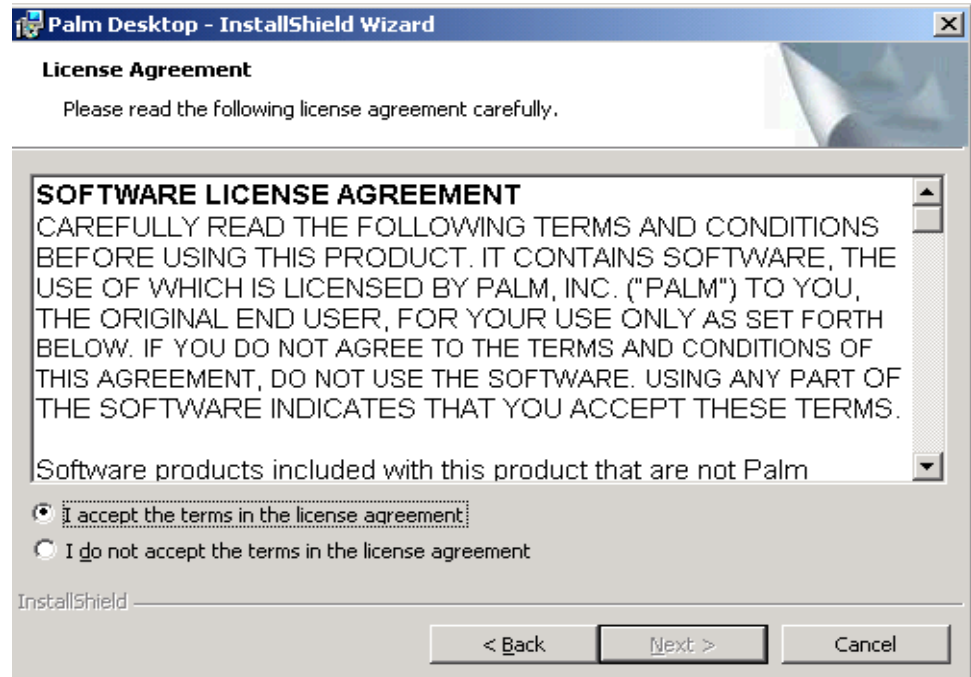 Palm Desktop - InstallShield Wizard
License Agreement
Please read the following license agreement carefully.
SOFTWARE LICENSE AGREEMENT
CAREFULLY READ THE FOLLOWING TERMS AND CONDITIONS
BEFORE USING THIS PRODUCT. IT CONTAINS SOFTWARE, THE
USE OF WHICH IS LICENSED BY PALM, INC. ("PALM") TO YOU,
THE ORIGINAL END USER, FOR YOUR USE ONLY AS SET FORTH
BELOW. IF YOU DO NOT AGREE TO THE TERMS AND CONDITIONS OF
THIS AGREEMENT, DO NOT USE THE SOFTWARE. USING ANY PART OF
THE SOFTWARE INDICATES THAT YOU ACCEPT THESE TERMS.
Software products included with this product that are not Palm
I accept the terms in the license agreement
I do not accept the terms in the license agreement
InstallShield
< Back Next > Cancel